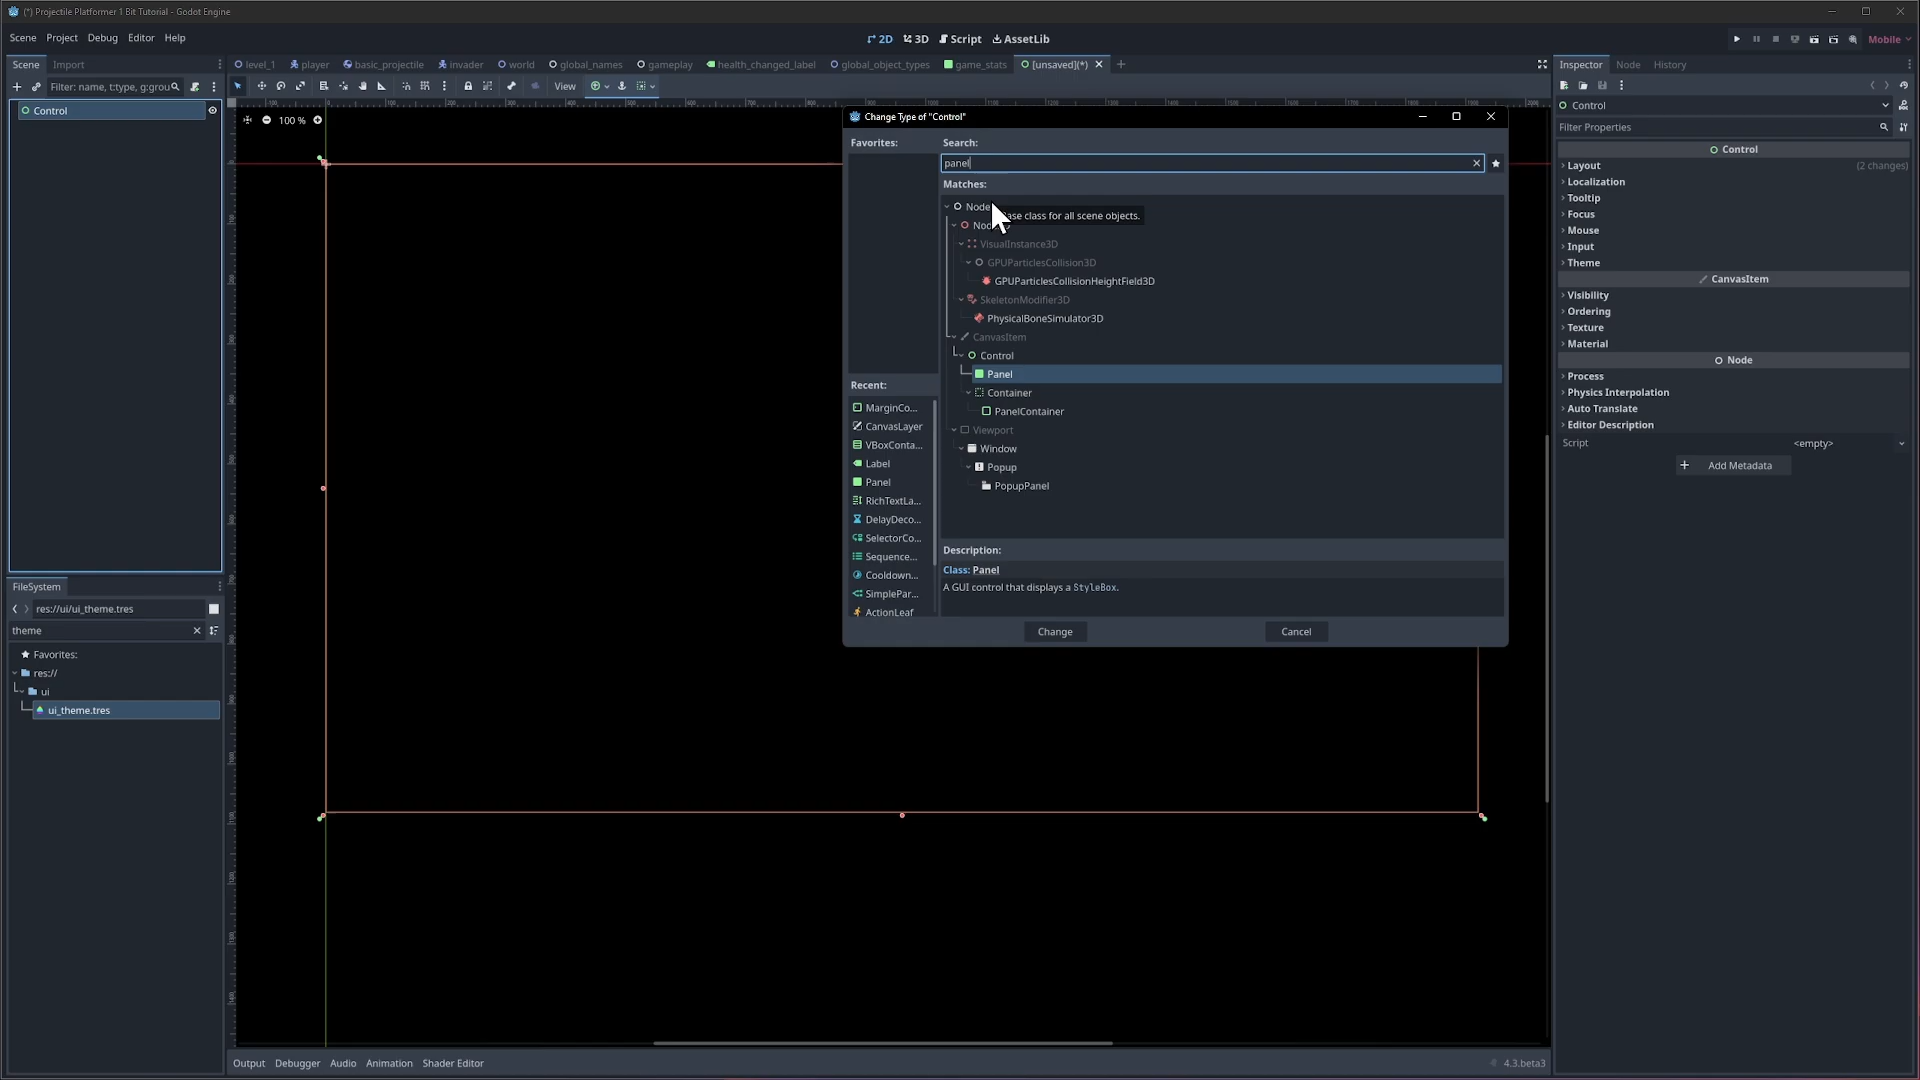 (*) Projectile Platformer 1 Bit Tutorial - Godot Engine
Scene Project Debug Editor Help
2D 3D Script AssetLib
Mobile
Scene Import
level_1 player basic_projectile invader world global_names gameplay health_changed_label global_object_types game_stats [unsaved](*)
Inspector Node History
Filter: name, t:type, g:grou
View
Control
100 %
Control
Filter Properties
Change Type of "Control"
Favorites:
Search:
panel
Matches:
Node
Base class for all scene objects.
VisualInstance3D
GPUParticlesCollision3D
GPUParticlesCollisionHeightField3D
SkeletonModifier3D
PhysicalBoneSimulator3D
CanvasItem
Control
Panel
Container
PanelContainer
Viewport
Window
Popup
PopupPanel
Recent:
MarginCo...
CanvasLayer
VBoxConta...
Label
Panel
RichTextLa...
DelayDeco...
SelectorCo...
Sequence...
Cooldown...
SimplePar...
ActionLeaf
Description:
Class: Panel
A GUI control that displays a StyleBox.
Change Cancel
Control
Layout (2 changes)
Localization
Tooltip
Focus
Mouse
Input
Theme
CanvasItem
Visibility
Ordering
Texture
Material
Node
Process
Physics Interpolation
Auto Translate
Editor Description
Script <empty>
Add Metadata
FileSystem
res://ui/ui_theme.tres
theme
Favorites:
res://
ui
ui_theme.tres
Output Debugger Audio Animation Shader Editor
4.3.beta3